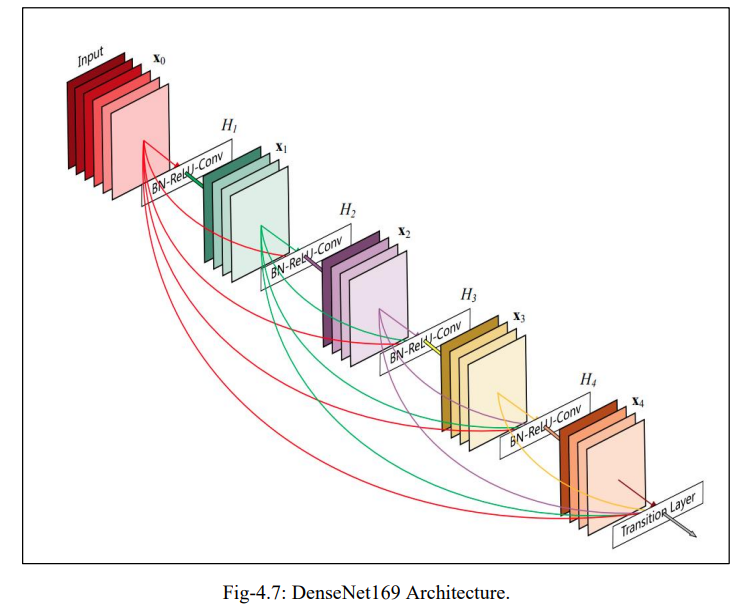 Input
x0
H1
BN-ReLU-Conv
x1
H2
BN-ReLU-Conv
x2
H3
BN-ReLU-Conv
x3
H4
BN-ReLU-Conv
x4
Transition Layer
Fig-4.7: DenseNet169 Architecture.